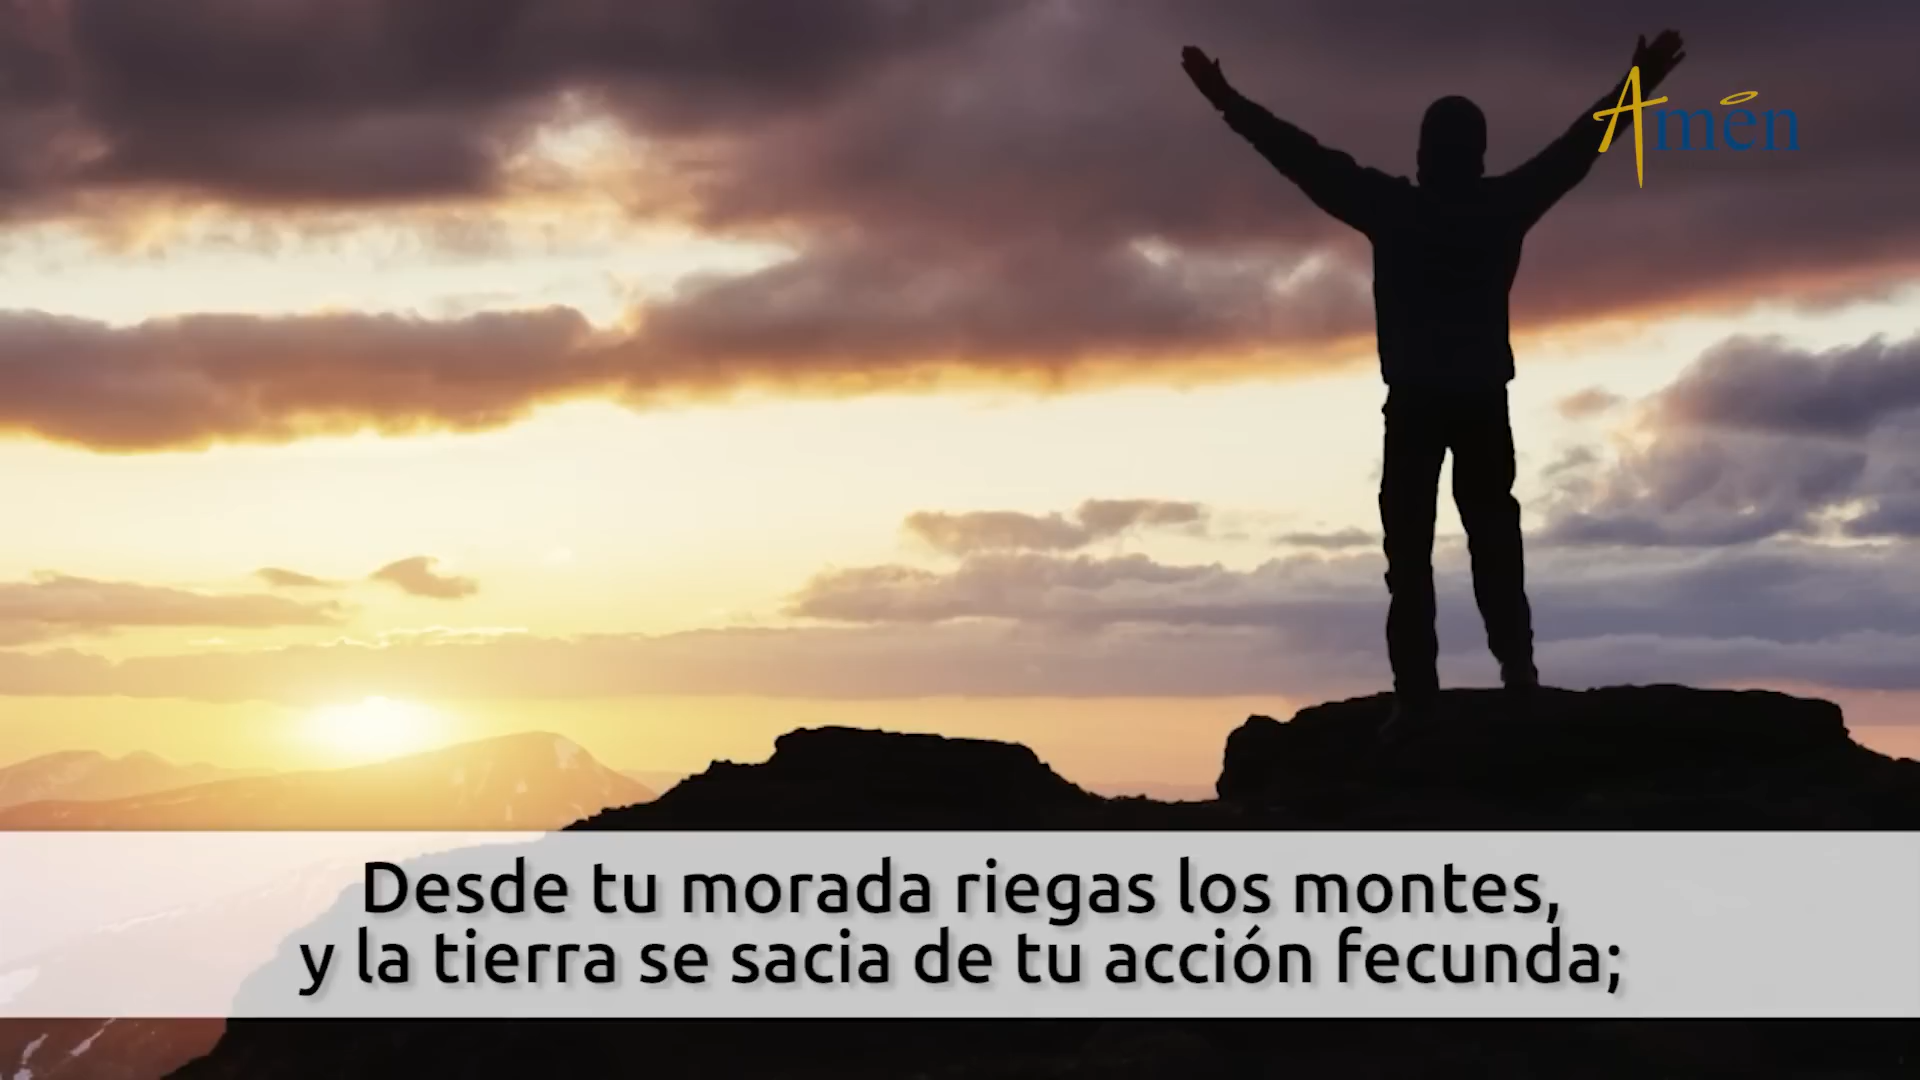 Amén
Desde tu morada riegas los montes,
y la tierra se sacia de tu acción fecunda;